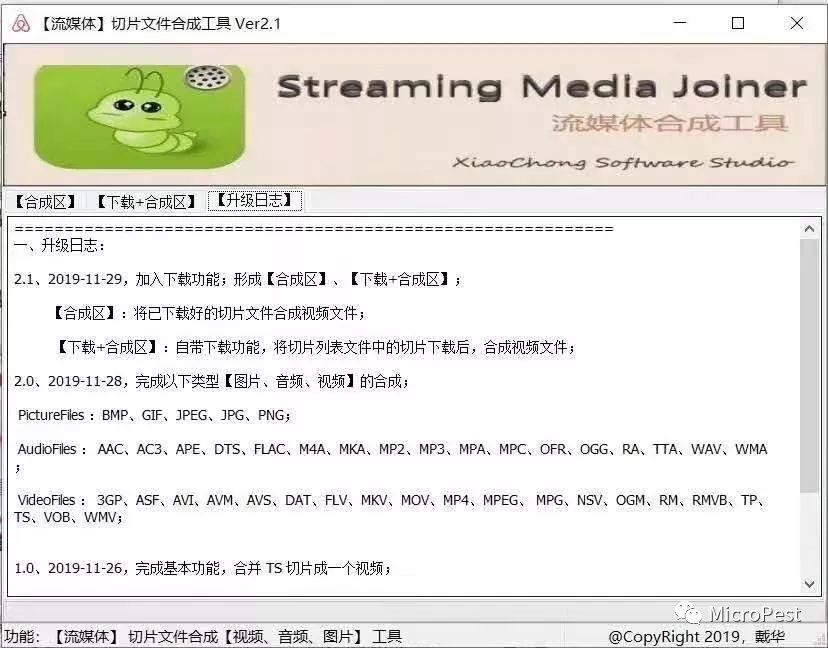 【流媒体】切片文件合成工具 Ver2.1
Streaming Media Joiner
流媒体合成工具
XiaoChong Software Studio
【合成区】 【下载+合成区】 【升级日志】
============================================================
一、升级日志：
2.1、2019-11-29，加入下载功能；形成【合成区】、【下载+合成区】；
【合成区】：将已下载好的切片文件合成视频文件；
【下载+合成区】：自带下载功能，将切片列表文件中的切片下载后，合成视频文件；
2.0、2019-11-28，完成以下类型【图片、音频、视频】的合成；
PictureFiles：BMP、GIF、JPEG、JPG、PNG；
AudioFiles： AAC、AC3、APE、DTS、FLAC、M4A、MKA、MP2、MP3、MPA、MPC、OFR、OGG、RA、TTA、WAV、WMA
；
VideoFiles： 3GP、ASF、AVI、AVM、AVS、DAT、FLV、MKV、MOV、MP4、MPEG、 MPG、NSV、OGM、RM、RMVB、TP、
TS、VOB、WMV；
1.0、2019-11-26，完成基本功能，合并 TS 切片成一个视频；
MicroPest
功能：【流媒体】 切片文件合成【视频、音频、图片】 工具 @CopyRight 2019，戴华